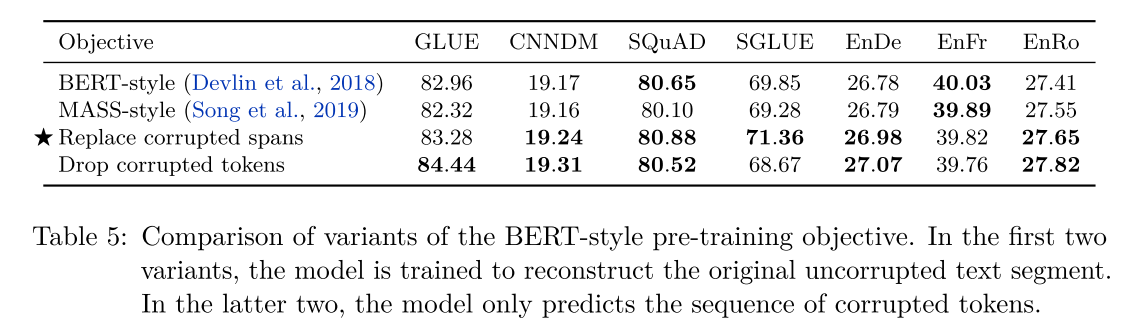 Objective GLUE CNNDM SQuAD SGLUE EnDe EnFr EnRo
BERT-style (Devlin et al., 2018) 82.96 19.17 80.65 69.85 26.78 40.03 27.41
MASS-style (Song et al., 2019) 82.32 19.16 80.10 69.28 26.79 39.89 27.55
★ Replace corrupted spans 83.28 19.24 80.88 71.36 26.98 39.82 27.65
Drop corrupted tokens 84.44 19.31 80.52 68.67 27.07 39.76 27.82
Table 5: Comparison of variants of the BERT-style pre-training objective. In the first two
variants, the model is trained to reconstruct the original uncorrupted text segment.
In the latter two, the model only predicts the sequence of corrupted tokens.